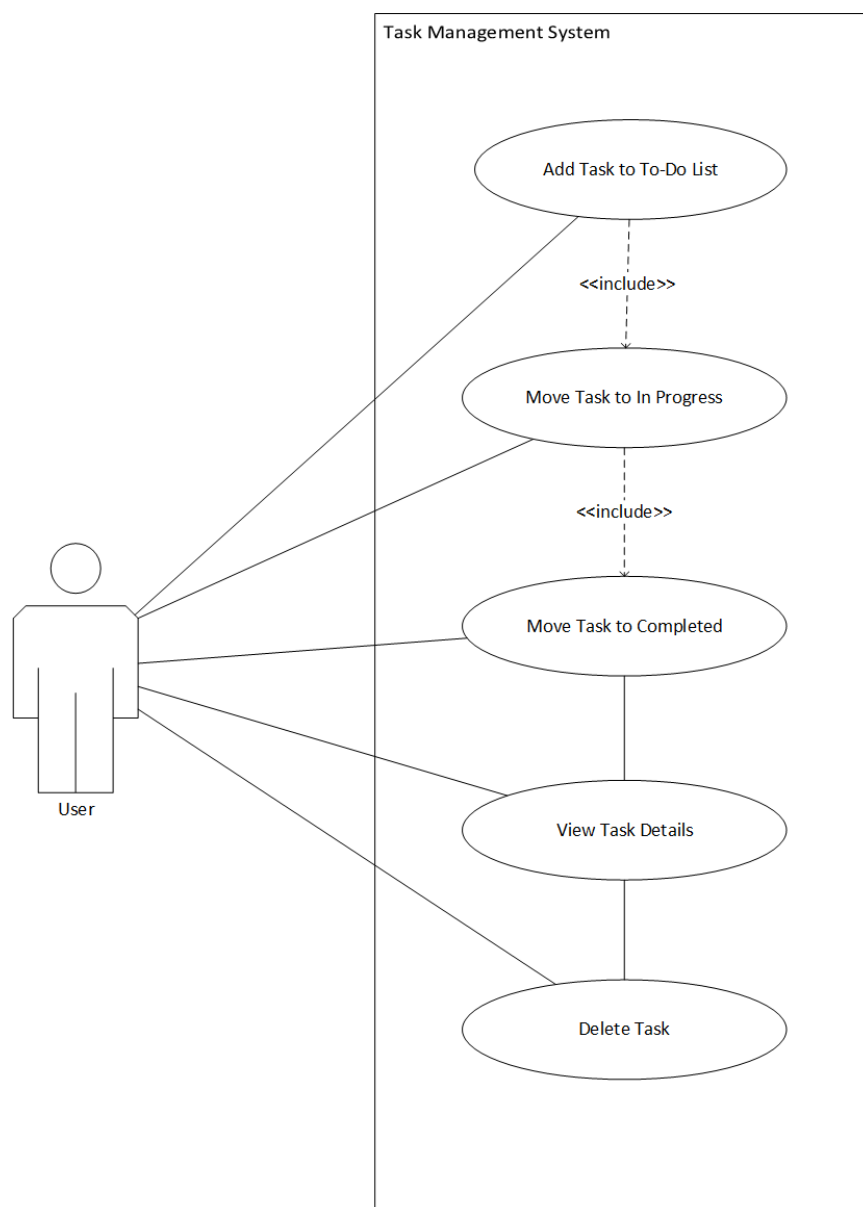 Task Management System
Add Task to To-Do List
<<include>>
Move Task to In Progress
<<include>>
Move Task to Completed
View Task Details
User
Delete Task